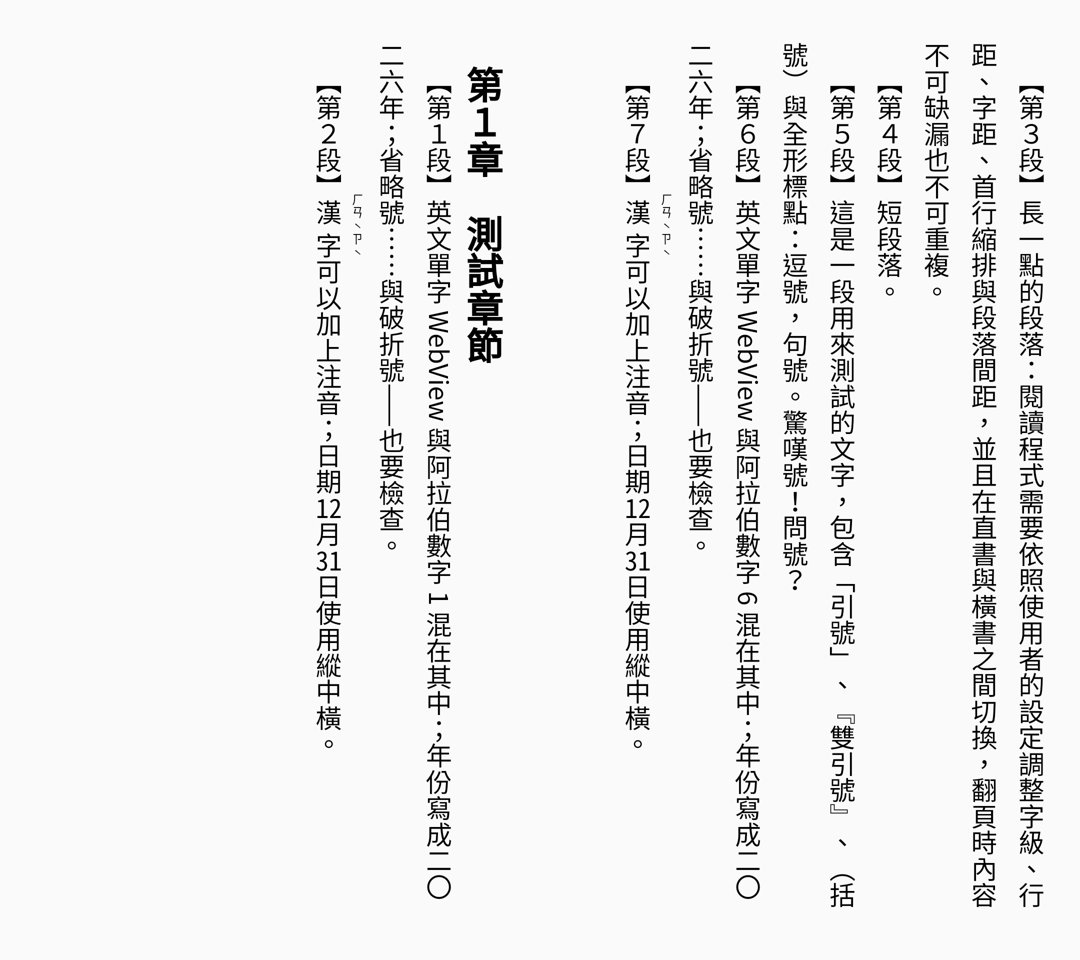 【第３段】長一點的段落：閱讀程式需要依照使用者的設定調整字級、行
距、字距、首行縮排與段落間距，並且在直書與橫書之間切換，翻頁時內容
不可缺漏也不可重複。
【第４段】短段落。
【第５段】這是一段用來測試的文字，包含「引號」、『雙引號』、（括
號）與全形標點：逗號，句號。驚嘆號！問號？
【第６段】英文單字 WebView 與阿拉伯數字 6 混在其中；年份寫成二〇
二六年；省略號……與破折號——也要檢查。
ㄏㄢˋㄗˋ
【第７段】漢字可以加上注音；日期12月31日使用縱中橫。
第１章　測試章節
【第１段】英文單字 WebView 與阿拉伯數字 1 混在其中；年份寫成二〇
二六年；省略號……與破折號——也要檢查。
ㄏㄢˋㄗˋ
【第２段】漢字可以加上注音；日期12月31日使用縱中橫。